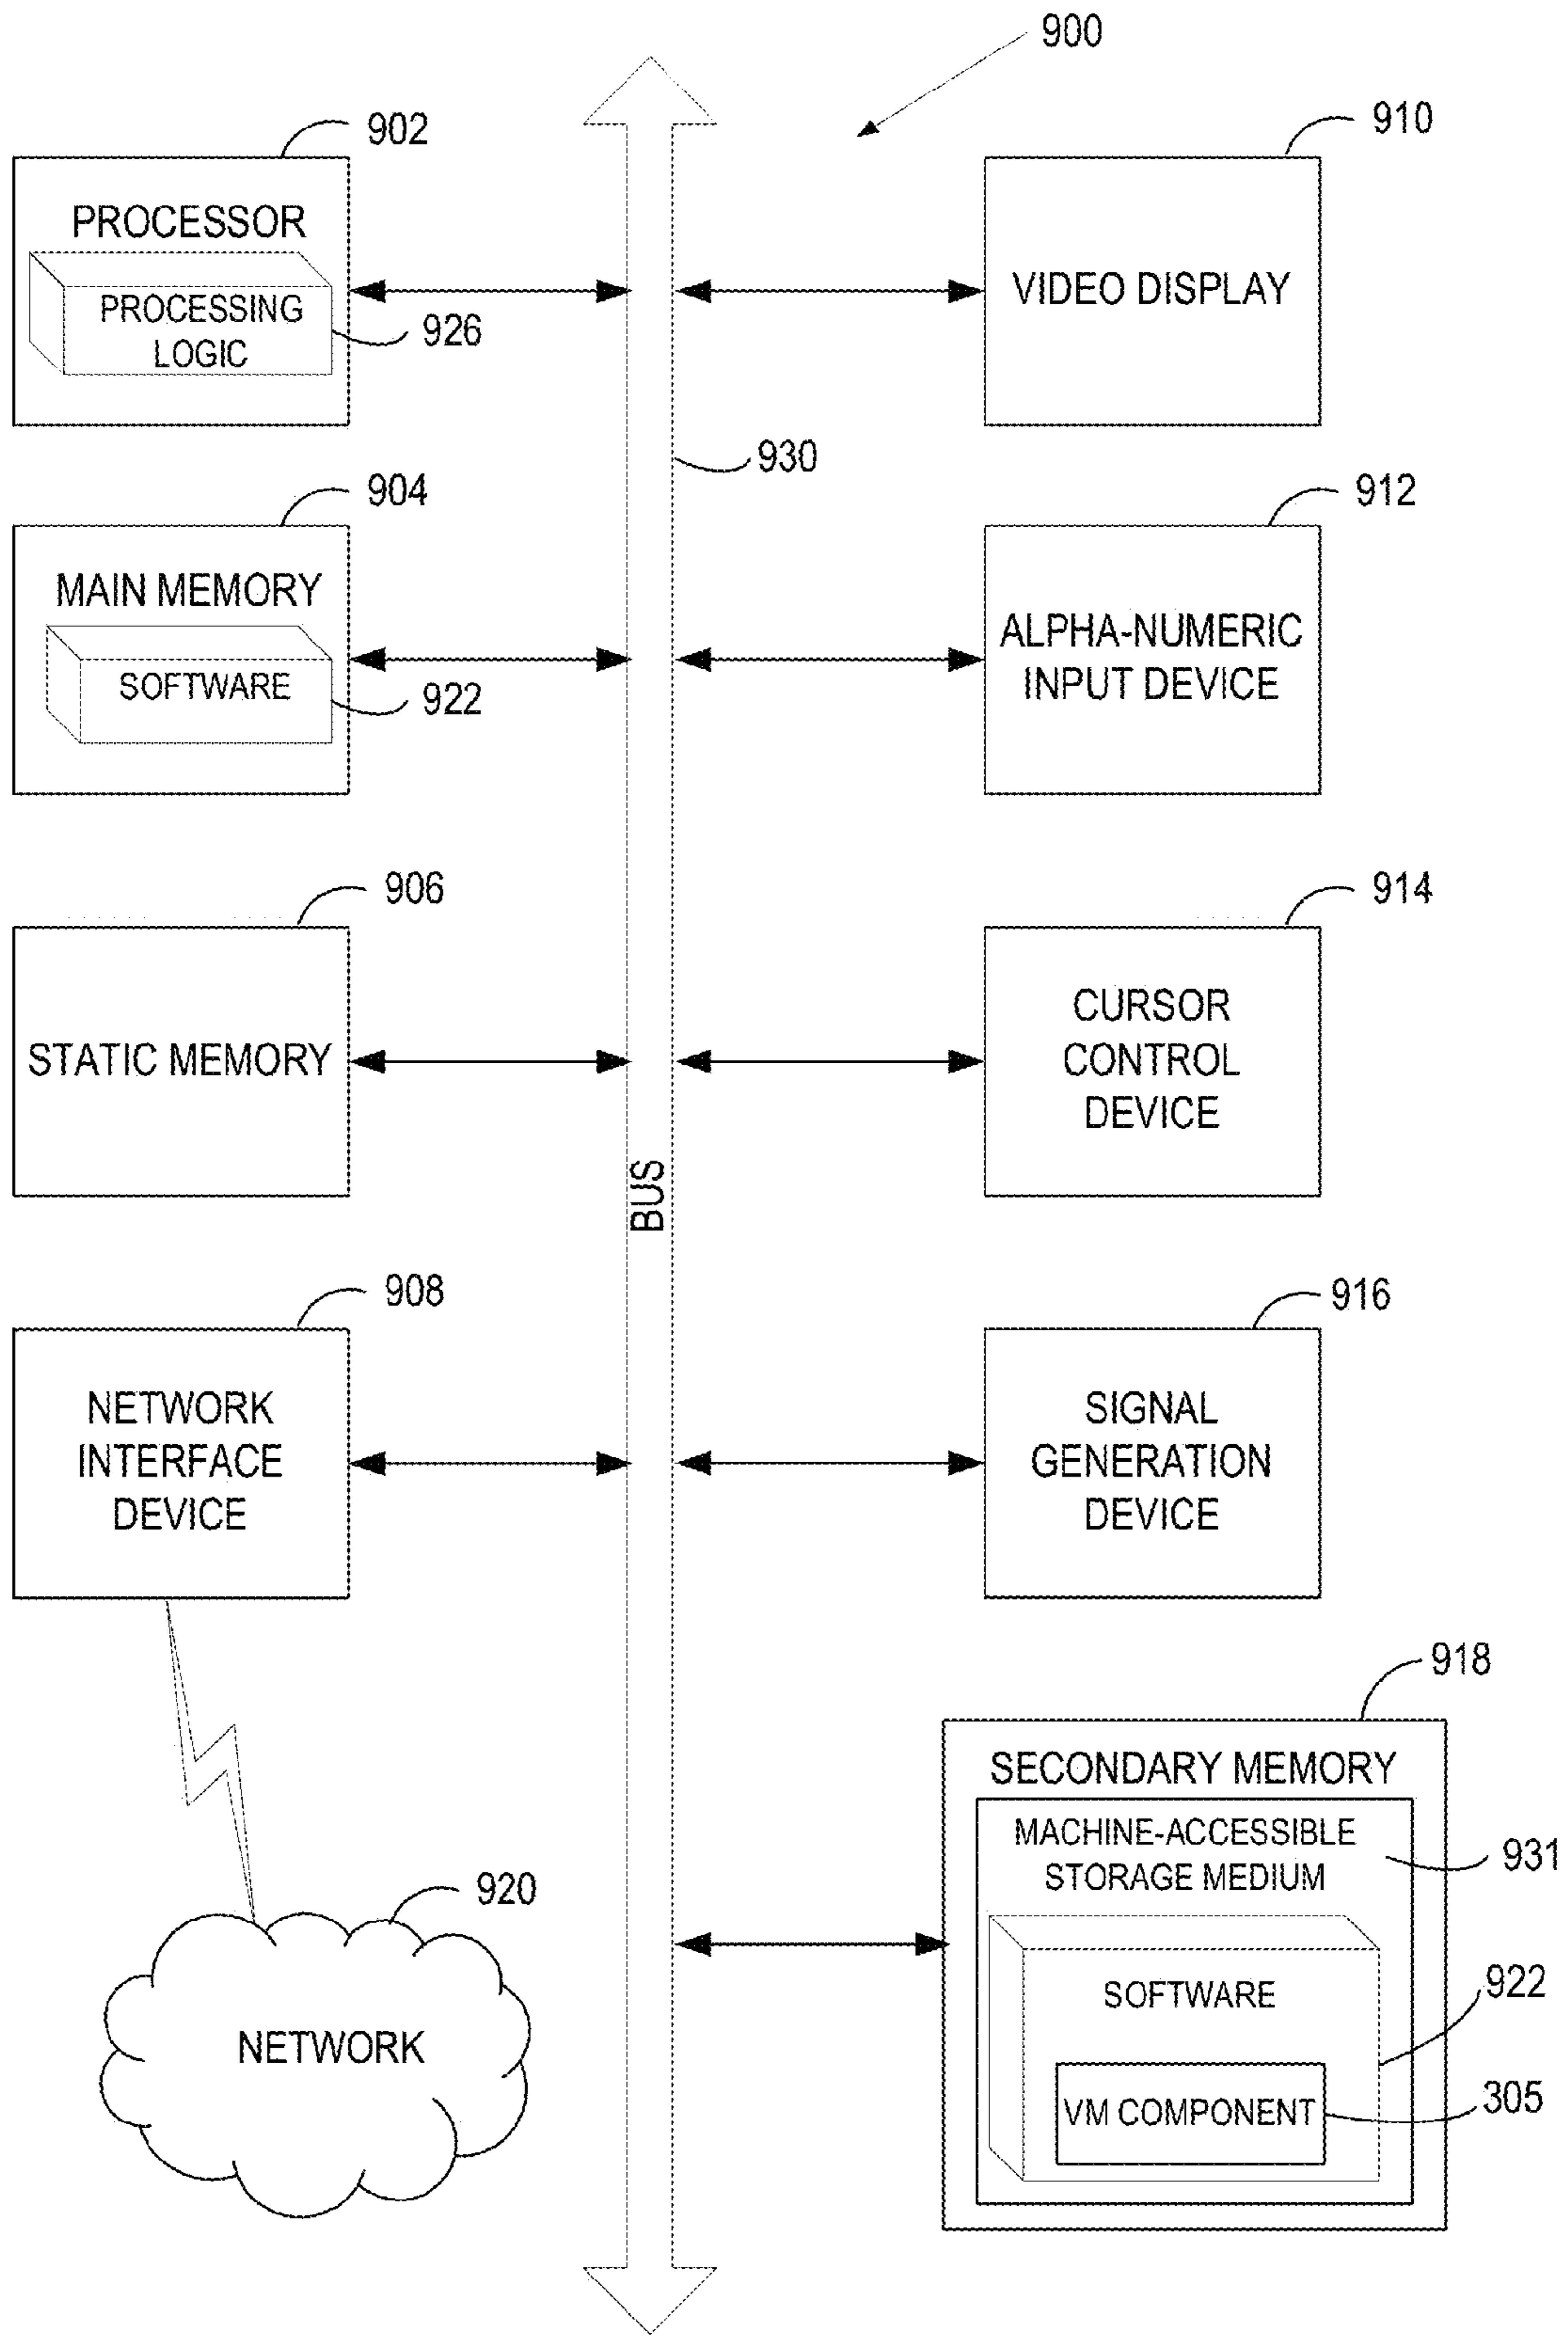 900
902
PROCESSOR
PROCESSING
LOGIC
926
910
VIDEO DISPLAY
930
904
MAIN MEMORY
SOFTWARE
922
912
ALPHA-NUMERIC
INPUT DEVICE
906
STATIC MEMORY
914
CURSOR
CONTROL
DEVICE
BUS
908
NETWORK
INTERFACE
DEVICE
916
SIGNAL
GENERATION
DEVICE
918
SECONDARY MEMORY
MACHINE-ACCESSIBLE
STORAGE MEDIUM
931
SOFTWARE
922
VM COMPONENT
305
920
NETWORK